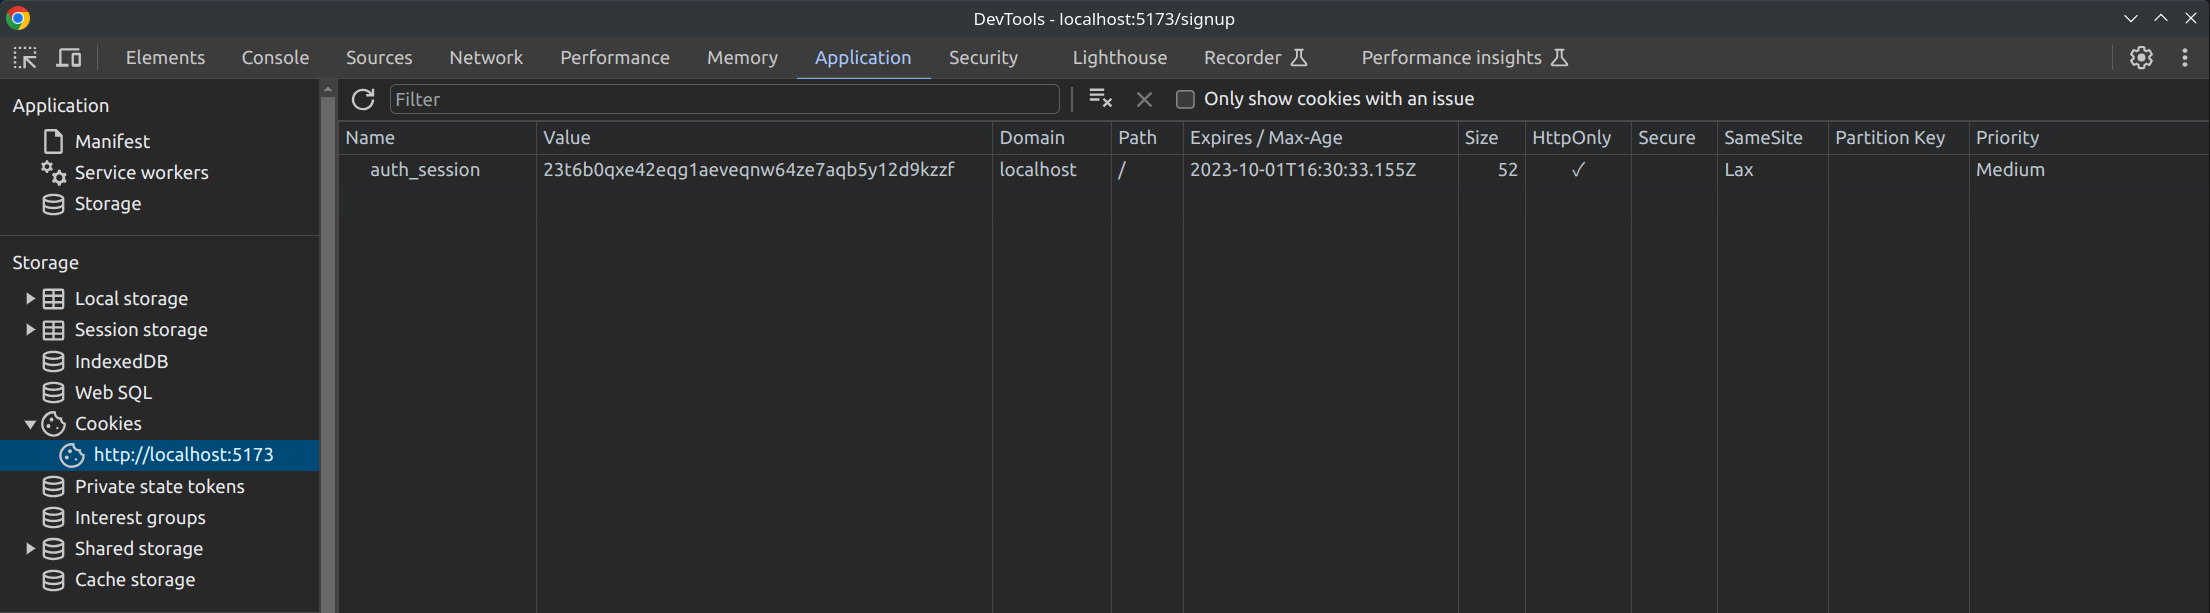 DevTools - localhost:5173/signup
Elements Console Sources Network Performance Memory Application Security Lighthouse Recorder Performance insights
Application
Manifest
Service workers
Storage
Storage
Local storage
Session storage
IndexedDB
Web SQL
Cookies
http://localhost:5173
Private state tokens
Interest groups
Shared storage
Cache storage
Filter Only show cookies with an issue
Name Value Domain Path Expires / Max-Age Size HttpOnly Secure SameSite Partition Key Priority
auth_session 23t6b0qxe42eqg1aeveqnw64ze7aqb5y12d9kzzf localhost / 2023-10-01T16:30:33.155Z 52 ✓ Lax Medium